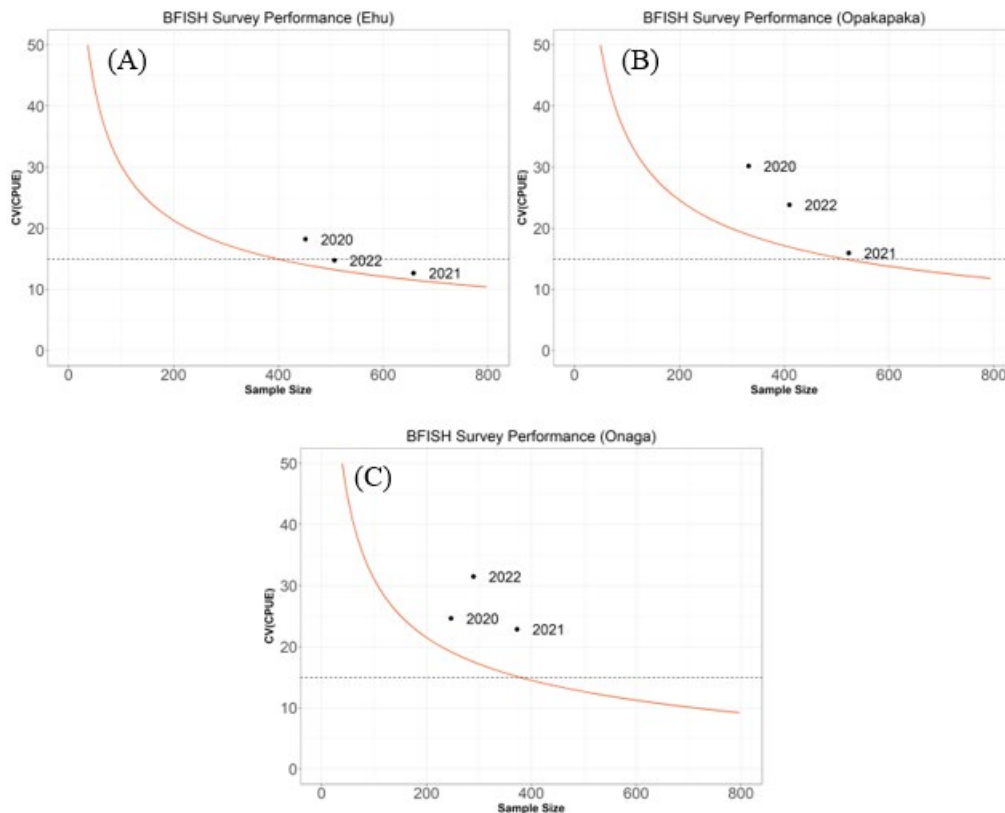 BFISH Survey Performance (Ehu)
(A)
50
40
30
20
10
0
CV(CPUE)
2020
2022
2021
0 200 400 600 800
Sample Size
BFISH Survey Performance (Opakapaka)
(B)
50
40
30
20
10
0
CV(CPUE)
2020
2022
2021
0 200 400 600 800
Sample Size
BFISH Survey Performance (Onaga)
(C)
50
40
30
20
10
0
CV(CPUE)
2022
2020
2021
0 200 400 600 800
Sample Size